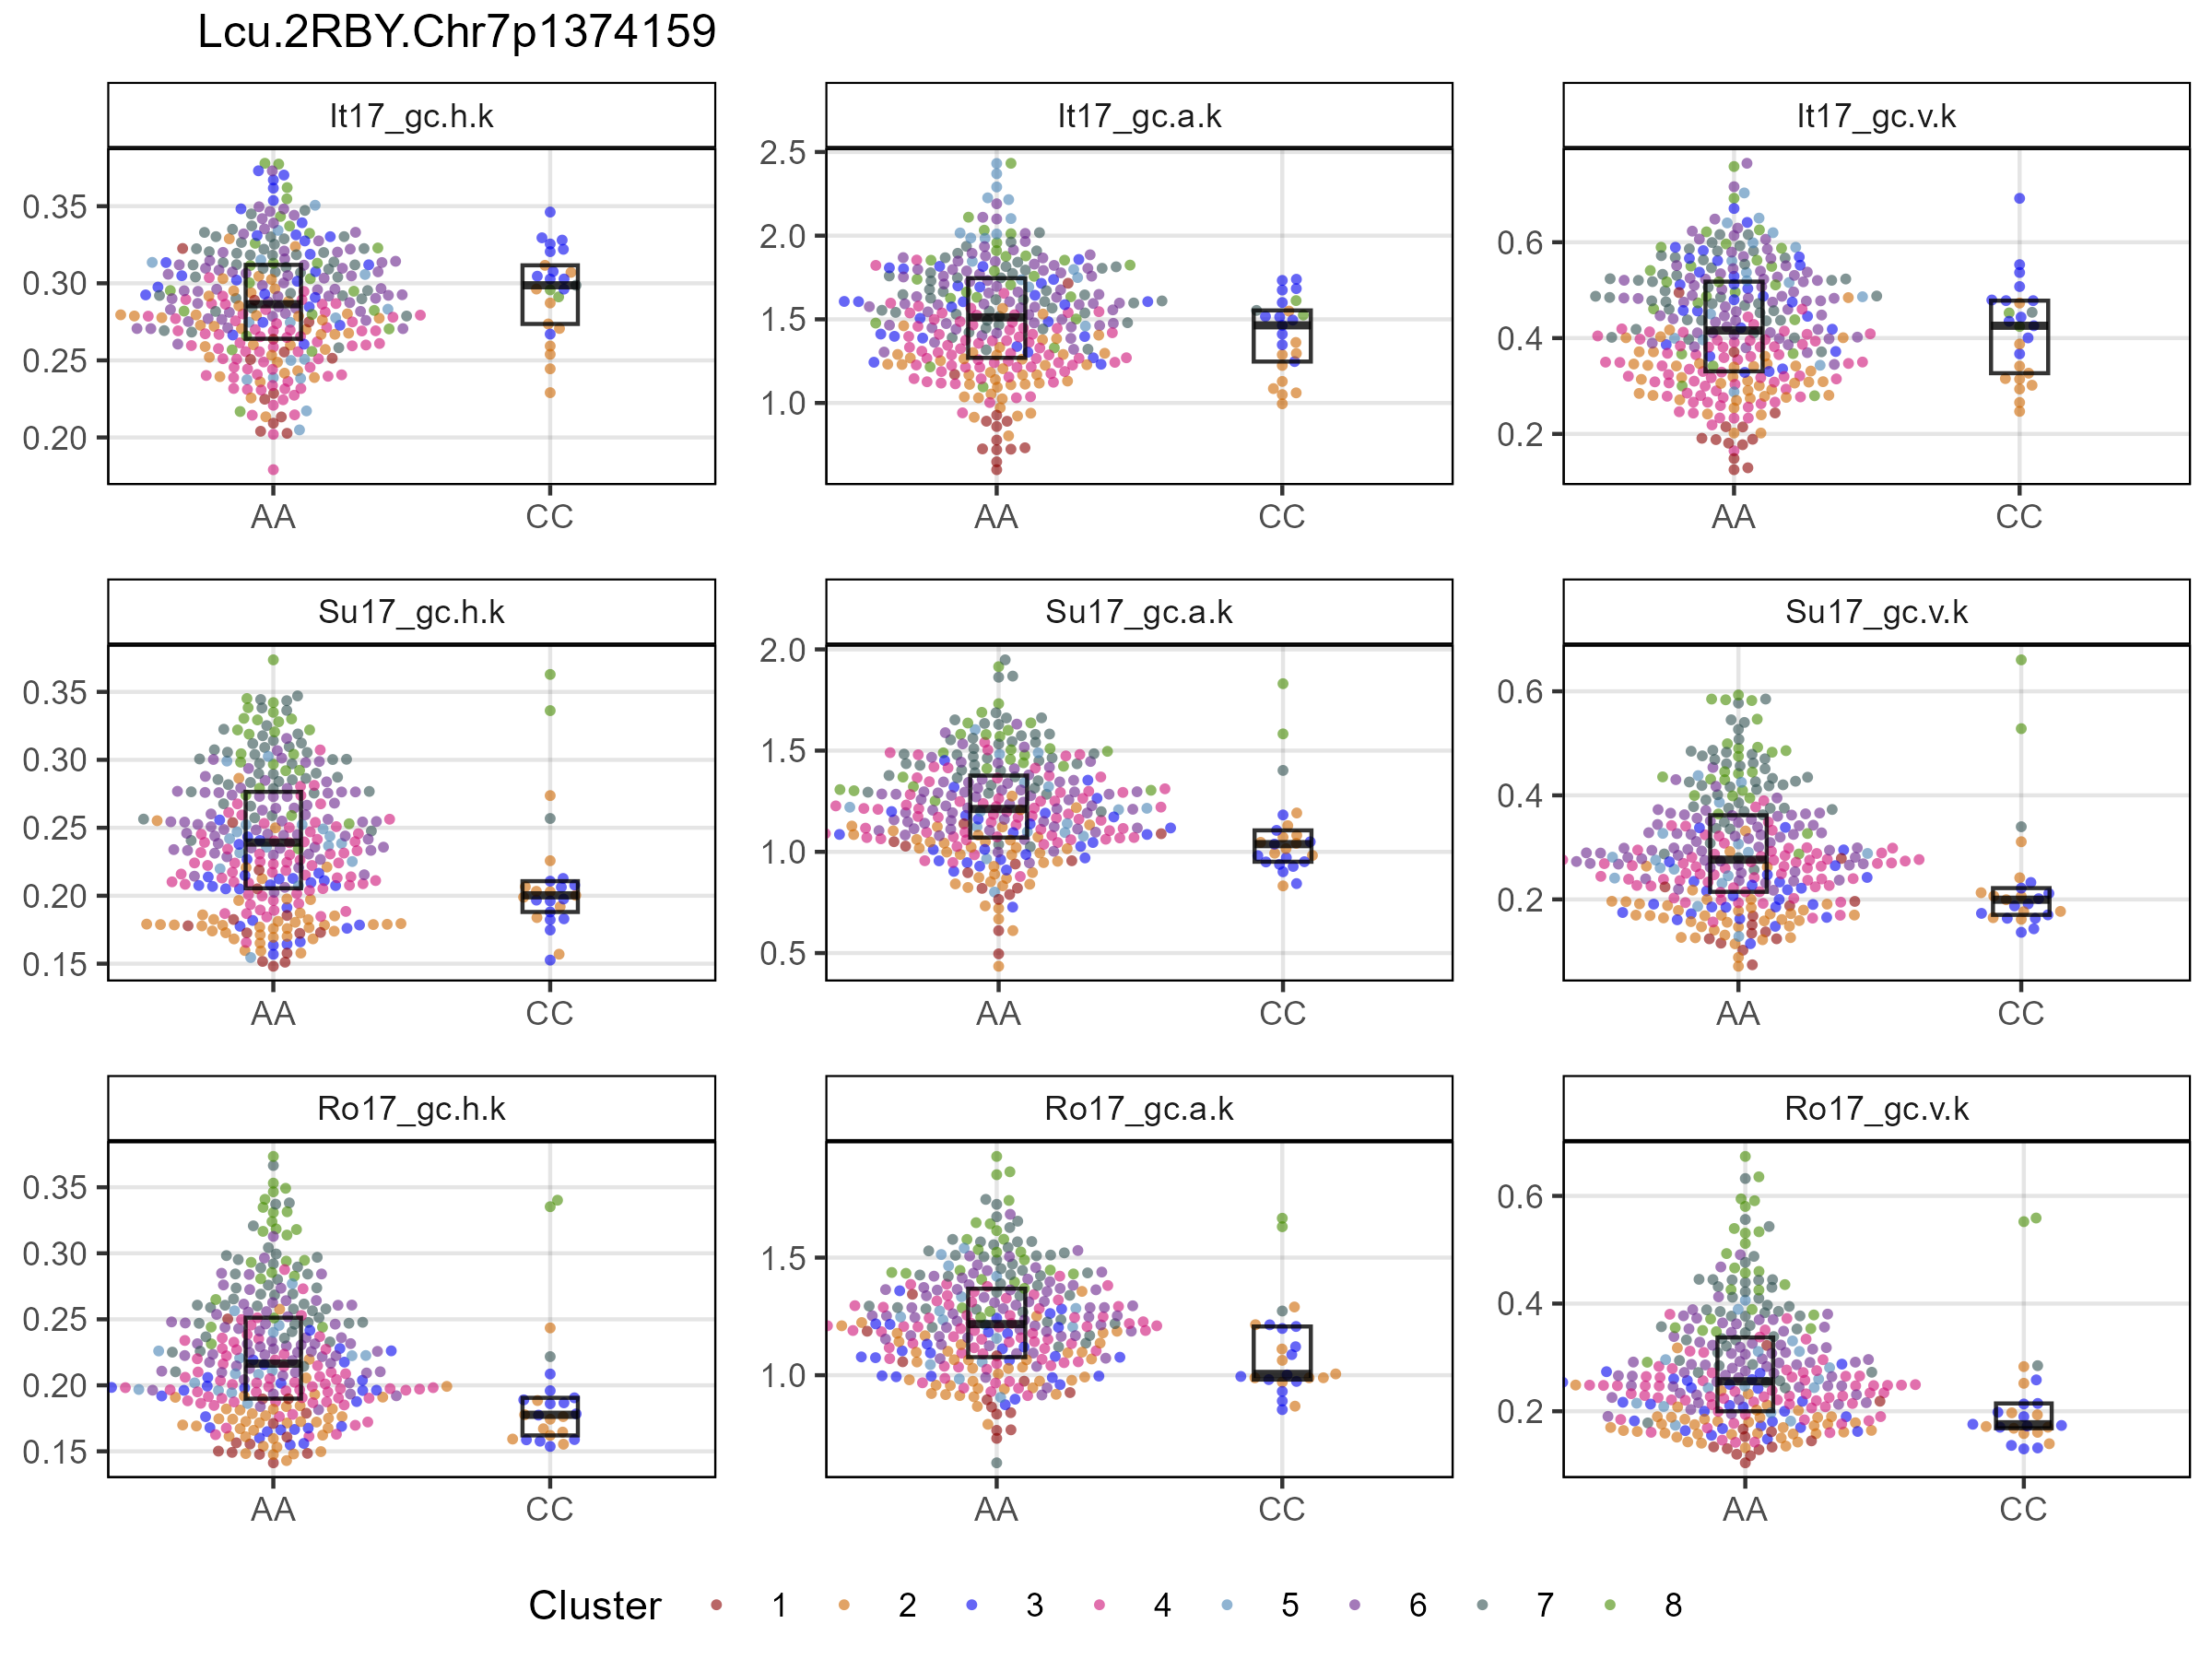 Lcu.2RBY.Chr7p1374159
It17_gc.h.k
It17_gc.a.k
It17_gc.v.k
0.35
0.30
0.25
0.20
2.5
2.0
1.5
1.0
0.6
0.4
0.2
AA
CC
AA
CC
AA
CC
Su17_gc.h.k
Su17_gc.a.k
Su17_gc.v.k
0.35
0.30
0.25
0.20
0.15
2.0
1.5
1.0
0.5
0.6
0.4
0.2
AA
CC
AA
CC
AA
CC
Ro17_gc.h.k
Ro17_gc.a.k
Ro17_gc.v.k
0.35
0.30
0.25
0.20
0.15
1.5
1.0
0.6
0.4
0.2
AA
CC
AA
CC
AA
CC
Cluster 1 2 3 4 5 6 7 8